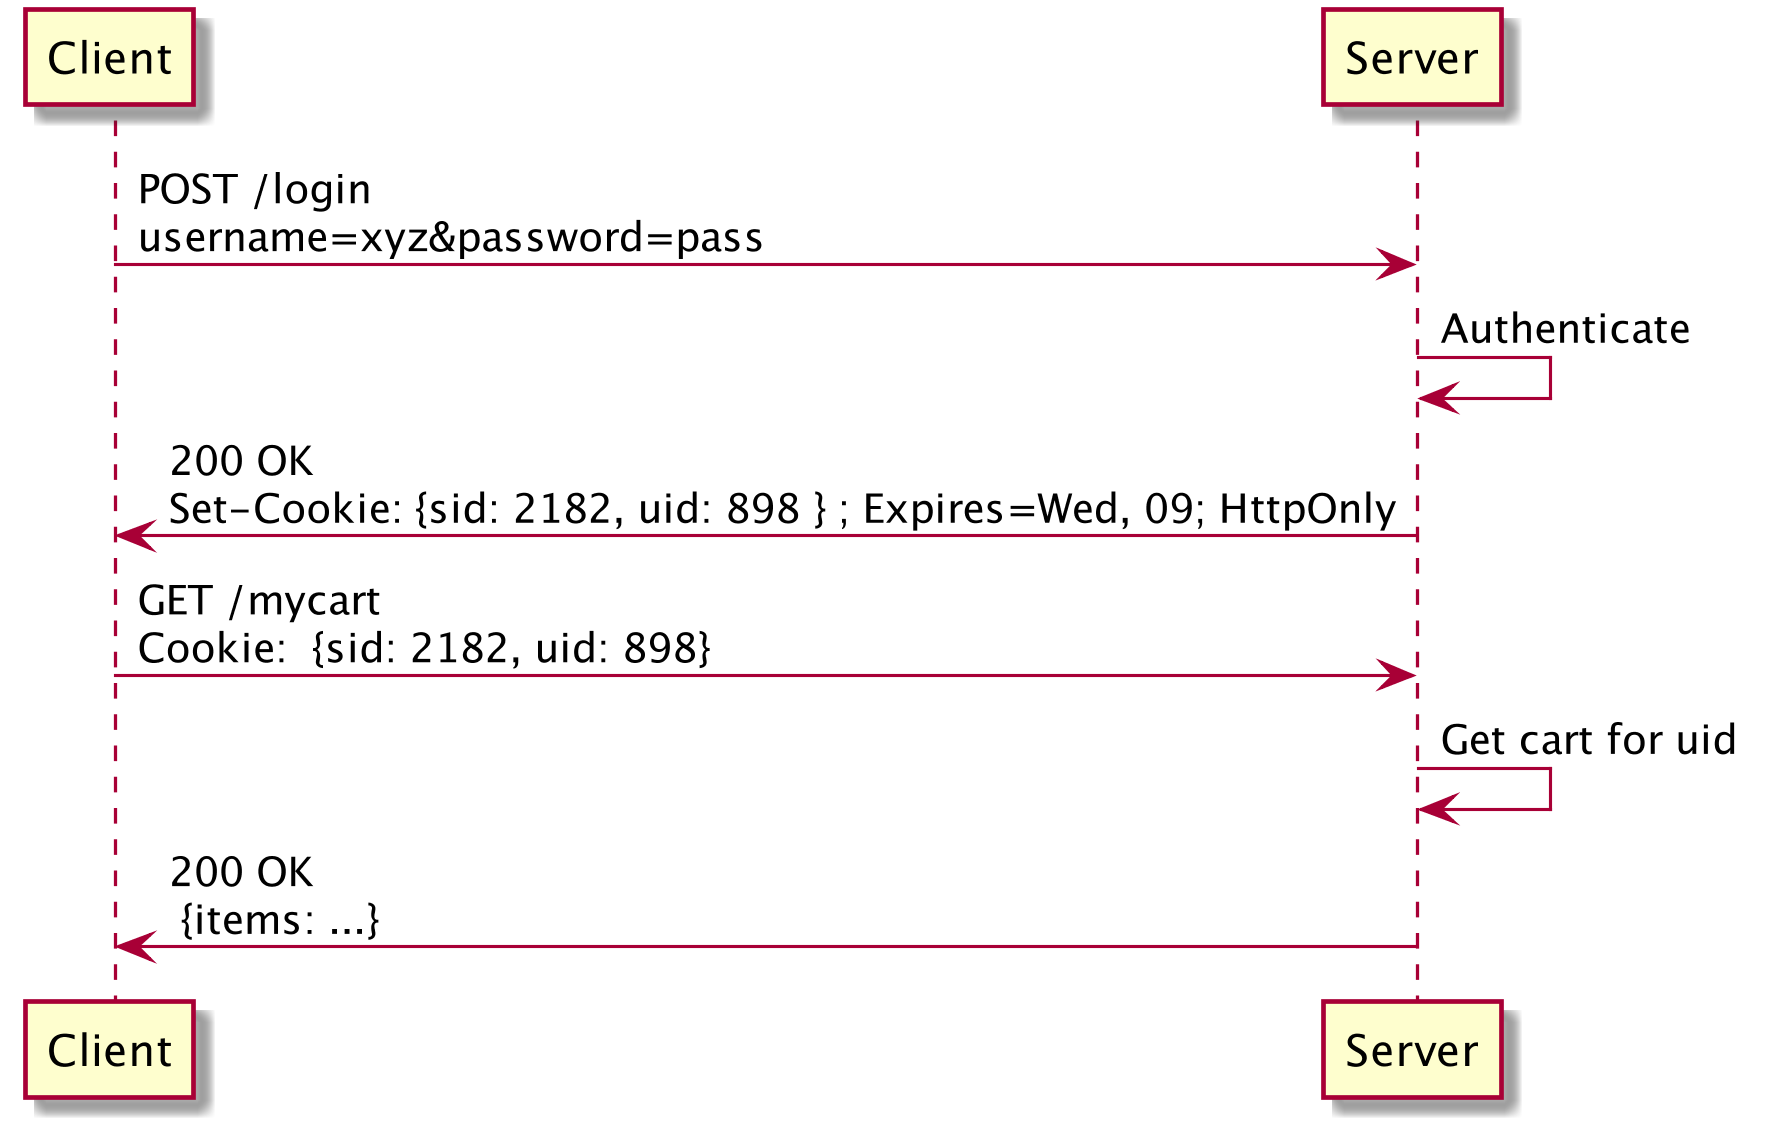 Client
Server
POST /login
username=xyz&password=pass
Authenticate
200 OK
Set-Cookie: {sid: 2182, uid: 898 } ; Expires=Wed, 09; HttpOnly
GET /mycart
Cookie:  {sid: 2182, uid: 898}
Get cart for uid
200 OK
{items: ...}
Client
Server